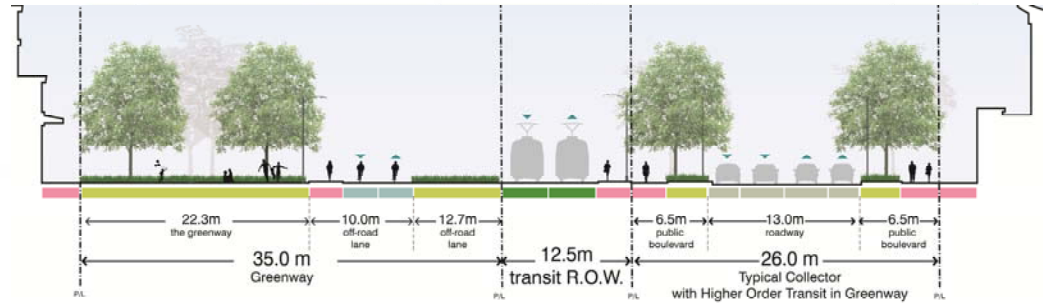 22.3m
the greenway
10.0m
off-road
lane
12.7m
off-road
lane
6.5m
public
boulevard
13.0m
roadway
6.5m
public
boulevard
35.0 m
Greenway
12.5m
transit R.O.W.
26.0 m
Typical Collector
with Higher Order Transit in Greenway
P/L
P/L
P/L
P/L